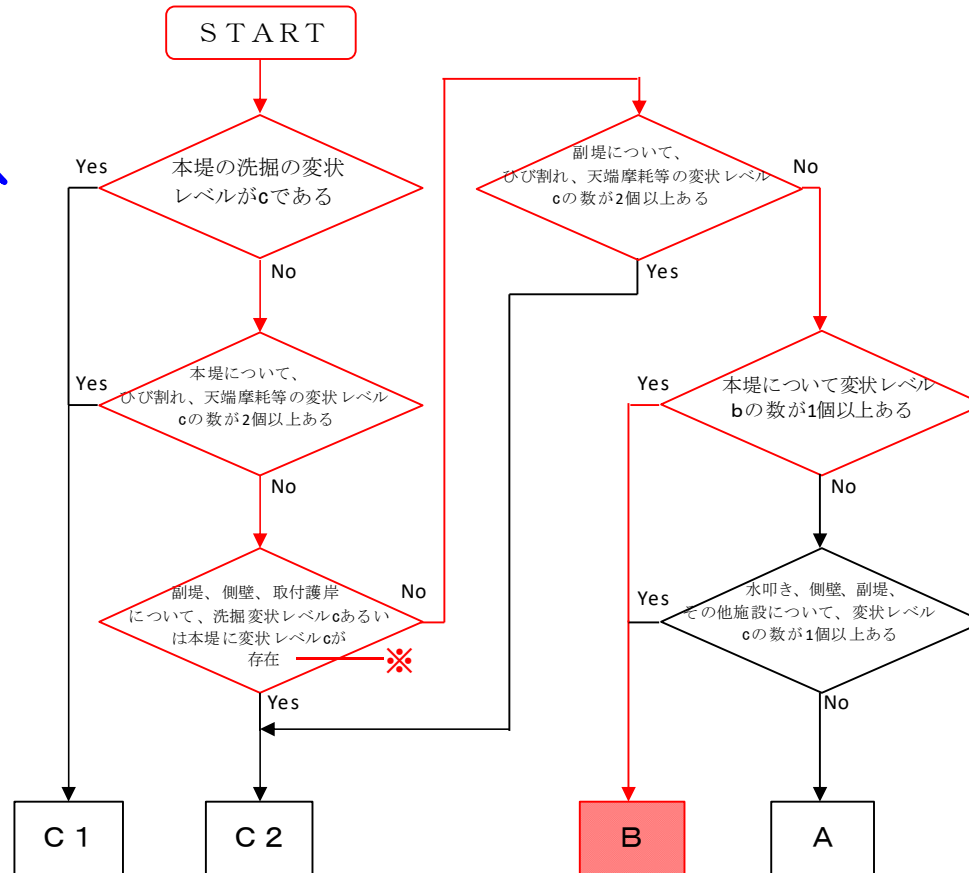 ＳＴＡＲＴ
Yes
本堤の洗掘の変状
レベルがcである
No
Yes
本堤について、
ひび割れ、天端摩耗等の変状レベル
cの数が2個以上ある
No
副堤、側壁、取付護岸
について、洗掘変状レベルcあるい
は本堤に変状レベルcが
存在
※
No
Yes
副堤について、
ひび割れ、天端摩耗等の変状レベル
cの数が2個以上ある
No
Yes
Yes
本堤について変状レベル
bの数が1個以上ある
No
Yes
水叩き、側壁、副堤、
その他施設について、変状レベル
cの数が1個以上ある
No
Ｃ１
Ｃ２
Ｂ
Ａ